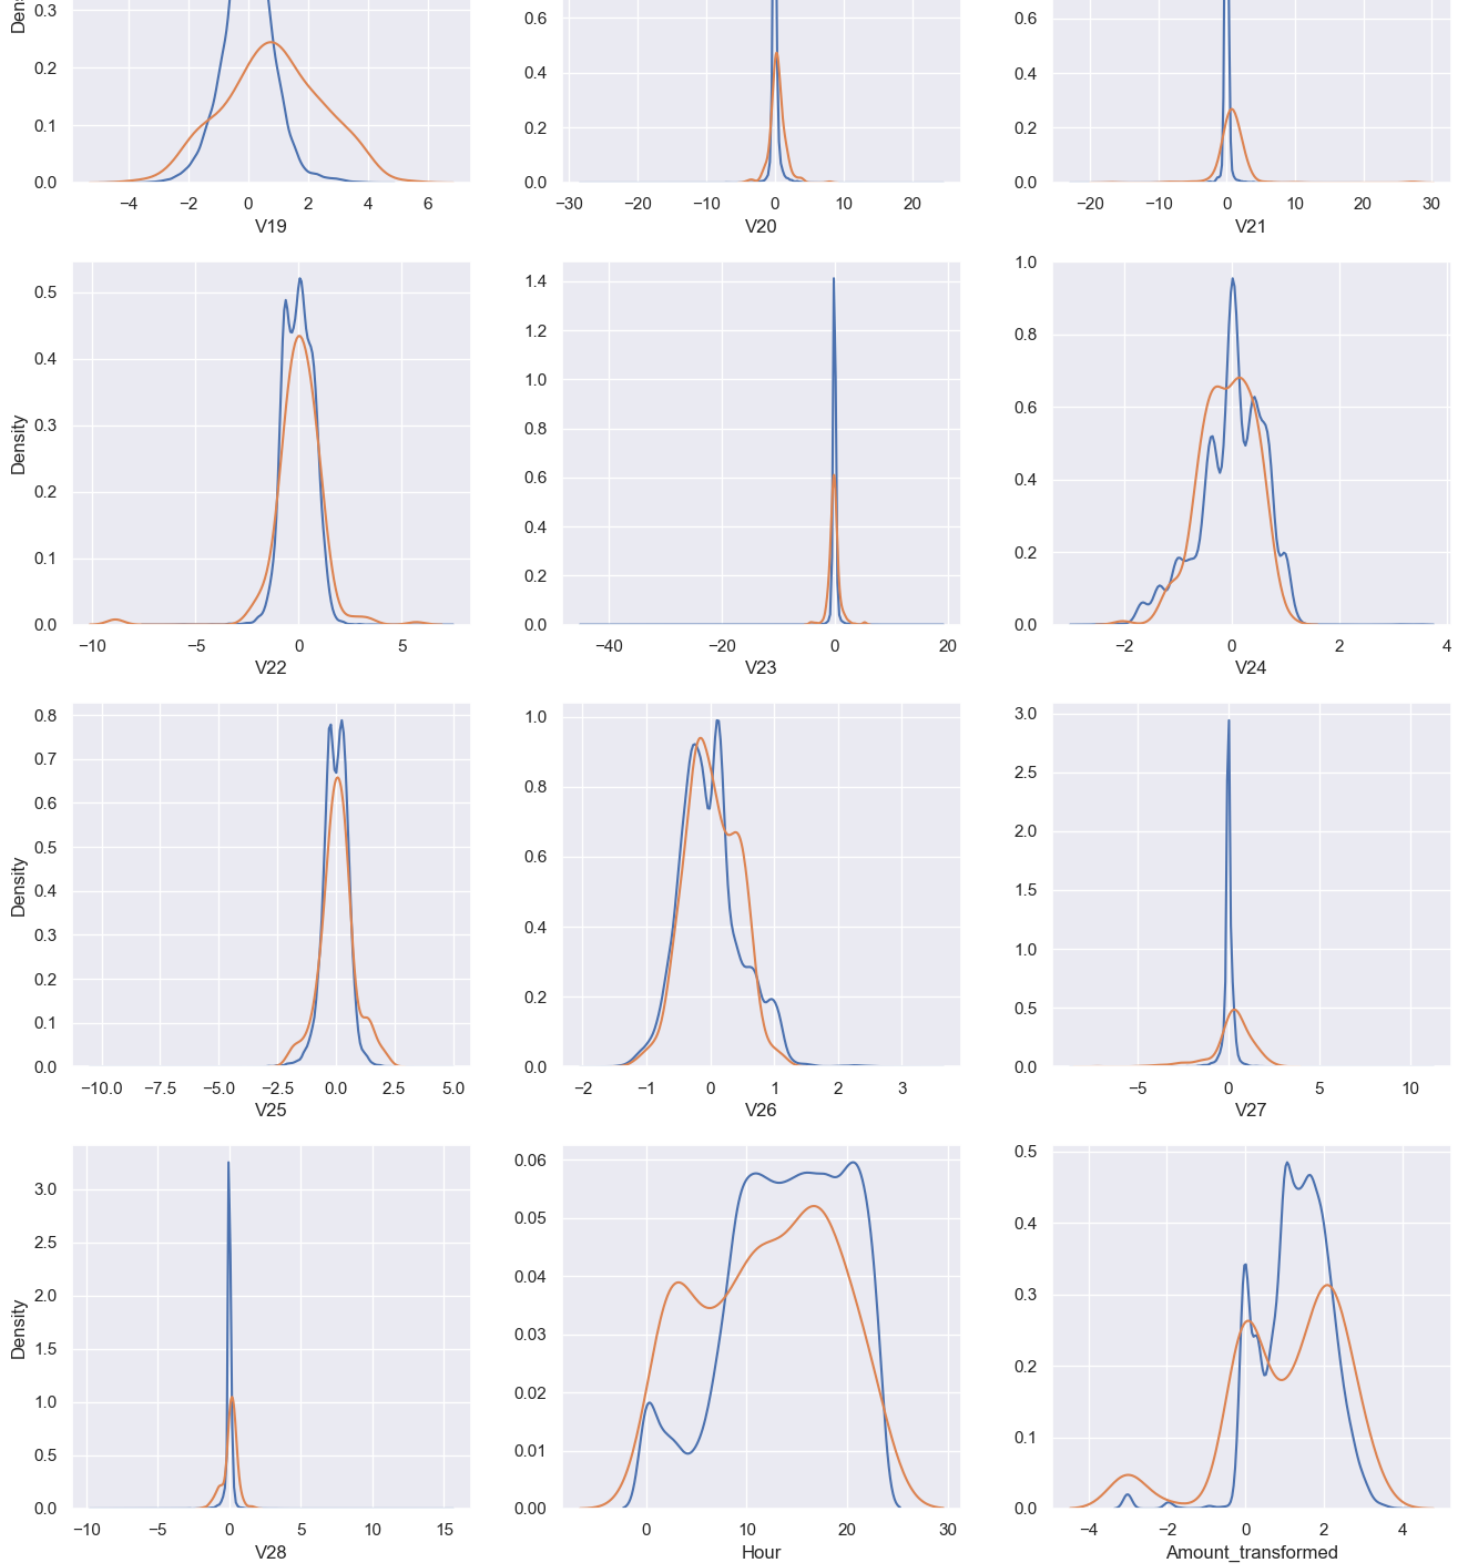 Dens
0.3
0.2
0.1
0.0
−4 −2 0 2 4 6
V19
0.6
0.4
0.2
0.0
−30 −20 −10 0 10 20
V20
0.6
0.4
0.2
0.0
−20 −10 0 10 20 30
V21
Density
0.5
0.4
0.3
0.2
0.1
0.0
−10 −5 0 5
V22
1.4
1.2
1.0
0.8
0.6
0.4
0.2
0.0
−40 −20 0 20
V23
1.0
0.8
0.6
0.4
0.2
0.0
−2 0 2 4
V24
Density
0.8
0.7
0.6
0.5
0.4
0.3
0.2
0.1
0.0
−10.0 −7.5 −5.0 −2.5 0.0 2.5 5.0
V25
1.0
0.8
0.6
0.4
0.2
0.0
−2 −1 0 1 2 3
V26
3.0
2.5
2.0
1.5
1.0
0.5
0.0
−5 0 5 10
V27
Density
3.0
2.5
2.0
1.5
1.0
0.5
0.0
−10 −5 0 5 10 15
V28
0.06
0.05
0.04
0.03
0.02
0.01
0.00
0 10 20 30
Hour
0.5
0.4
0.3
0.2
0.1
0.0
−4 −2 0 2 4
Amount_transformed